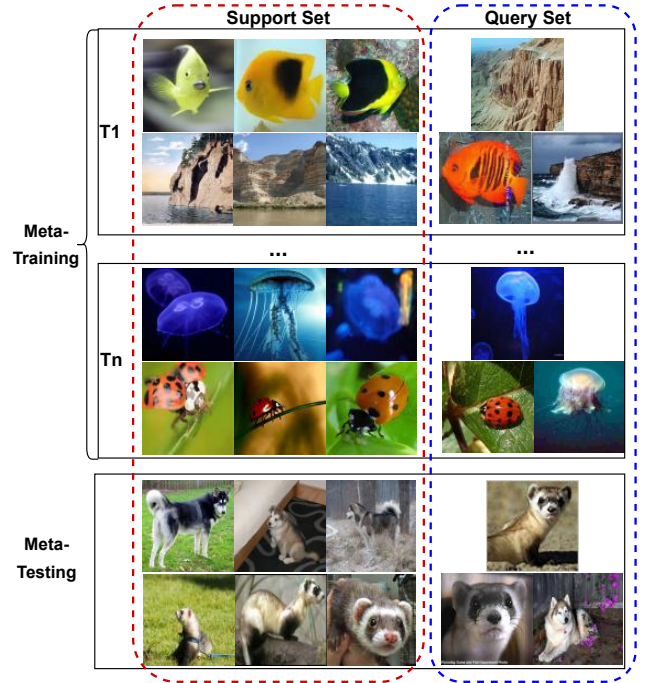 Support Set
Query Set
T1
Meta-
Training
...
...
Tn
Meta-
Testing